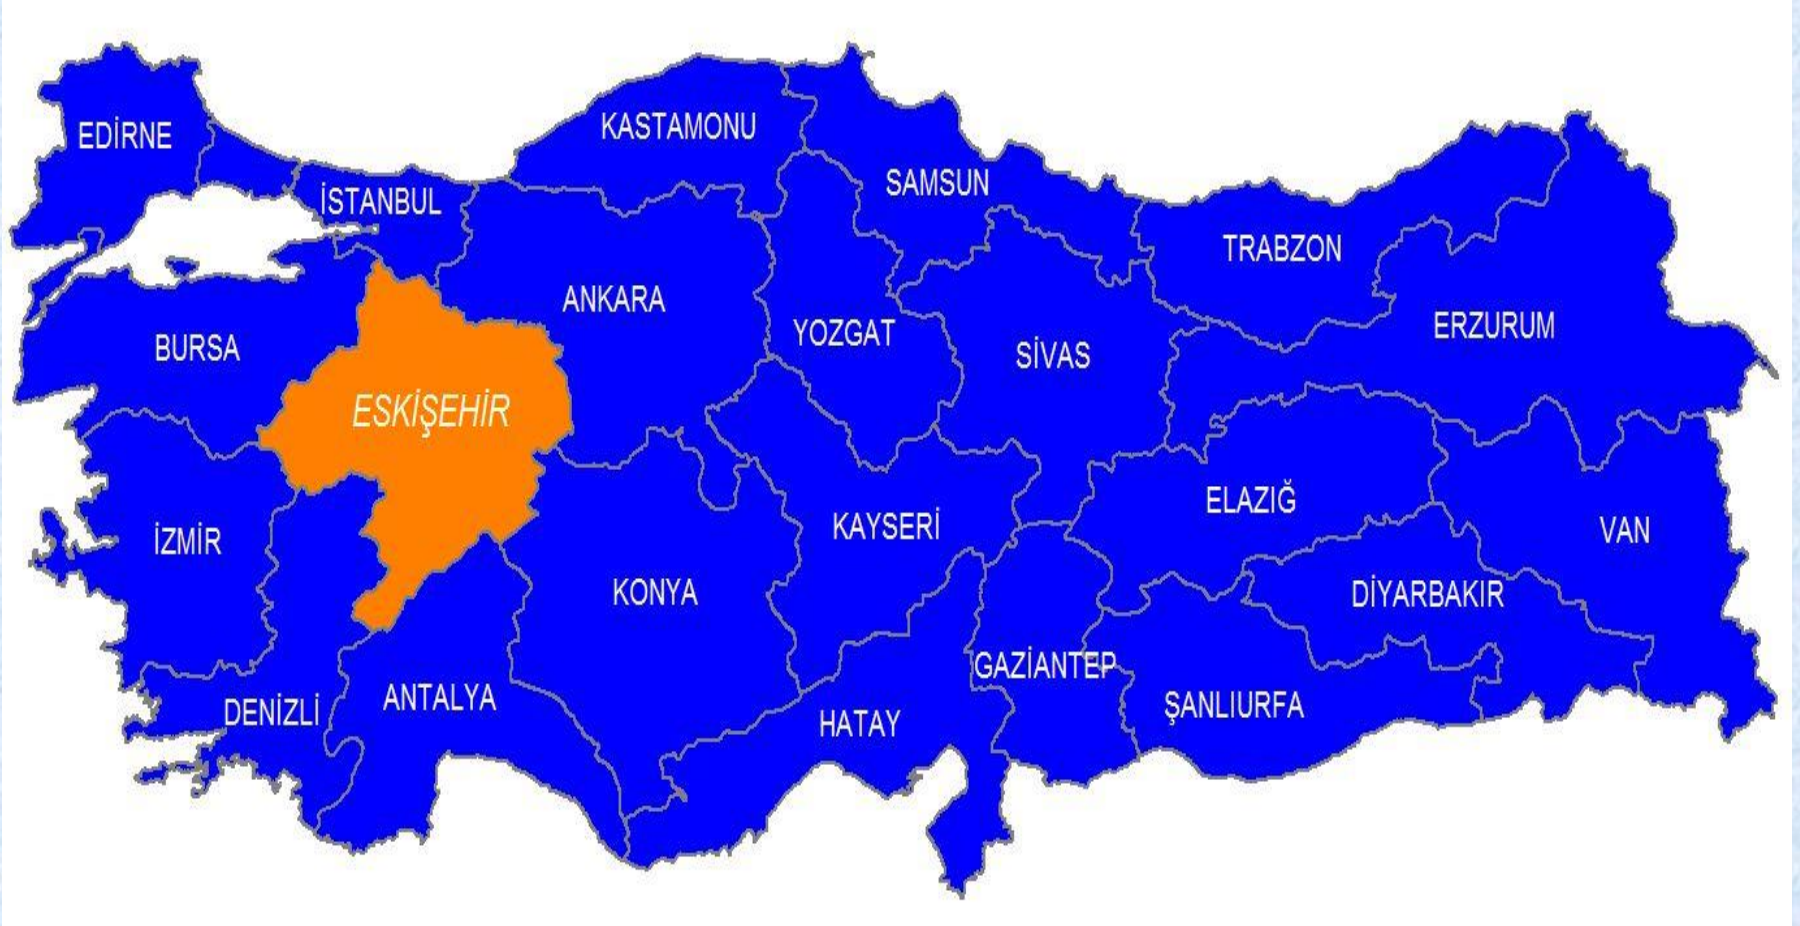 EDİRNE
KASTAMONU
İSTANBUL
SAMSUN
TRABZON
ANKARA
ERZURUM
YOZGAT
BURSA
SİVAS
ESKİŞEHİR
ELAZIĞ
KAYSERİ
VAN
İZMİR
KONYA
DİYARBAKIR
GAZİANTEP
ANTALYA
ŞANLIURFA
DENİZLİ
HATAY